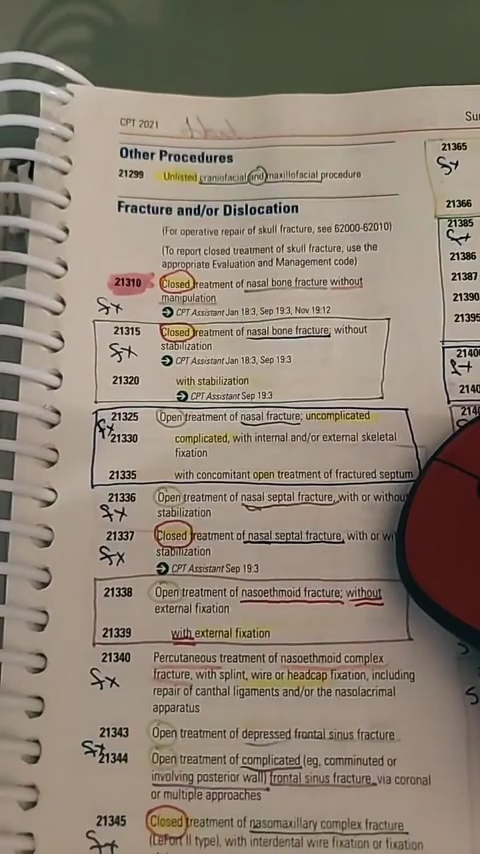 CPT 2021
Other Procedures
21299 Unlisted craniofacial and maxillofacial procedure
Fracture and/or Dislocation
(For operative repair of skull fracture, see 62000-62010)
(To report closed treatment of skull fracture, use the
appropriate Evaluation and Management code)
21310 Closed treatment of nasal bone fracture without
manipulation
CPT Assistant Jan 18:3, Sep 19:3, Nov 19:12
Sx
21315 Closed treatment of nasal bone fracture; without
Sx stabilization
CPT Assistant Jan 18:3, Sep 19:3
21320 with stabilization
CPT Assistant Sep 19:3
21325 Open treatment of nasal fracture; uncomplicated
Sx
21330 complicated, with internal and/or external skeletal
fixation
21335 with concomitant open treatment of fractured septum
21336 Open treatment of nasal septal fracture, with or without
Sx stabilization
21337 Closed treatment of nasal septal fracture, with or
Sx stabilization
CPT Assistant Sep 19:3
21338 Open treatment of nasoethmoid fracture; without
external fixation
21339 with external fixation
21340 Percutaneous treatment of nasoethmoid complex
Sx fracture, with splint, wire or headcap fixation, including
repair of canthal ligaments and/or the nasolacrimal
apparatus
21343 Open treatment of depressed frontal sinus fracture
Sx
21344 Open treatment of complicated (eg, comminuted or
involving posterior wall) frontal sinus fracture, via coronal
or multiple approaches
21345 Closed treatment of nasomaxillary complex fracture
Sx (LeFort II type), with interdental wire fixation or fixation
21365
Sx
21366
21385
Sx
21386
21387
21390
21395
Sx